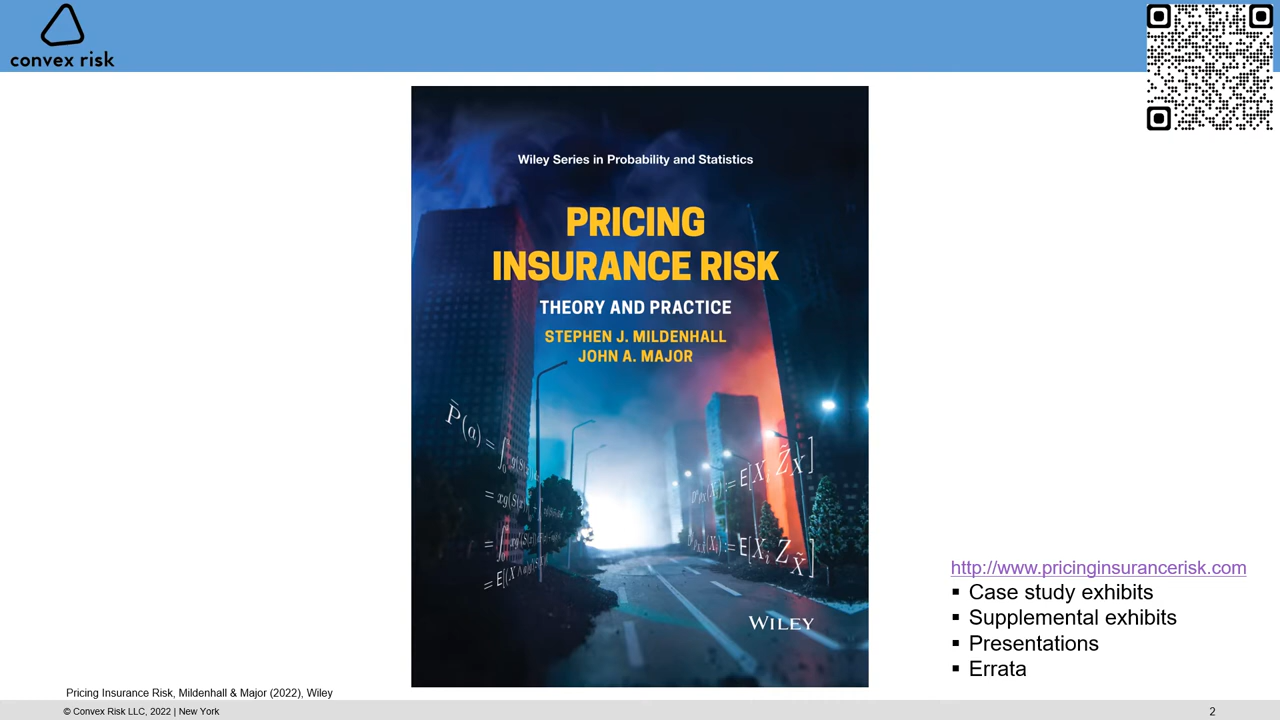 convex risk
Wiley Series in Probability and Statistics
PRICING
INSURANCE RISK
THEORY AND PRACTICE
STEPHEN J. MILDENHALL
JOHN A. MAJOR
WILEY
http://www.pricinginsurancerisk.com
▪ Case study exhibits
▪ Supplemental exhibits
▪ Presentations
▪ Errata
Pricing Insurance Risk, Mildenhall & Major (2022), Wiley
© Convex Risk LLC, 2022 | New York
2